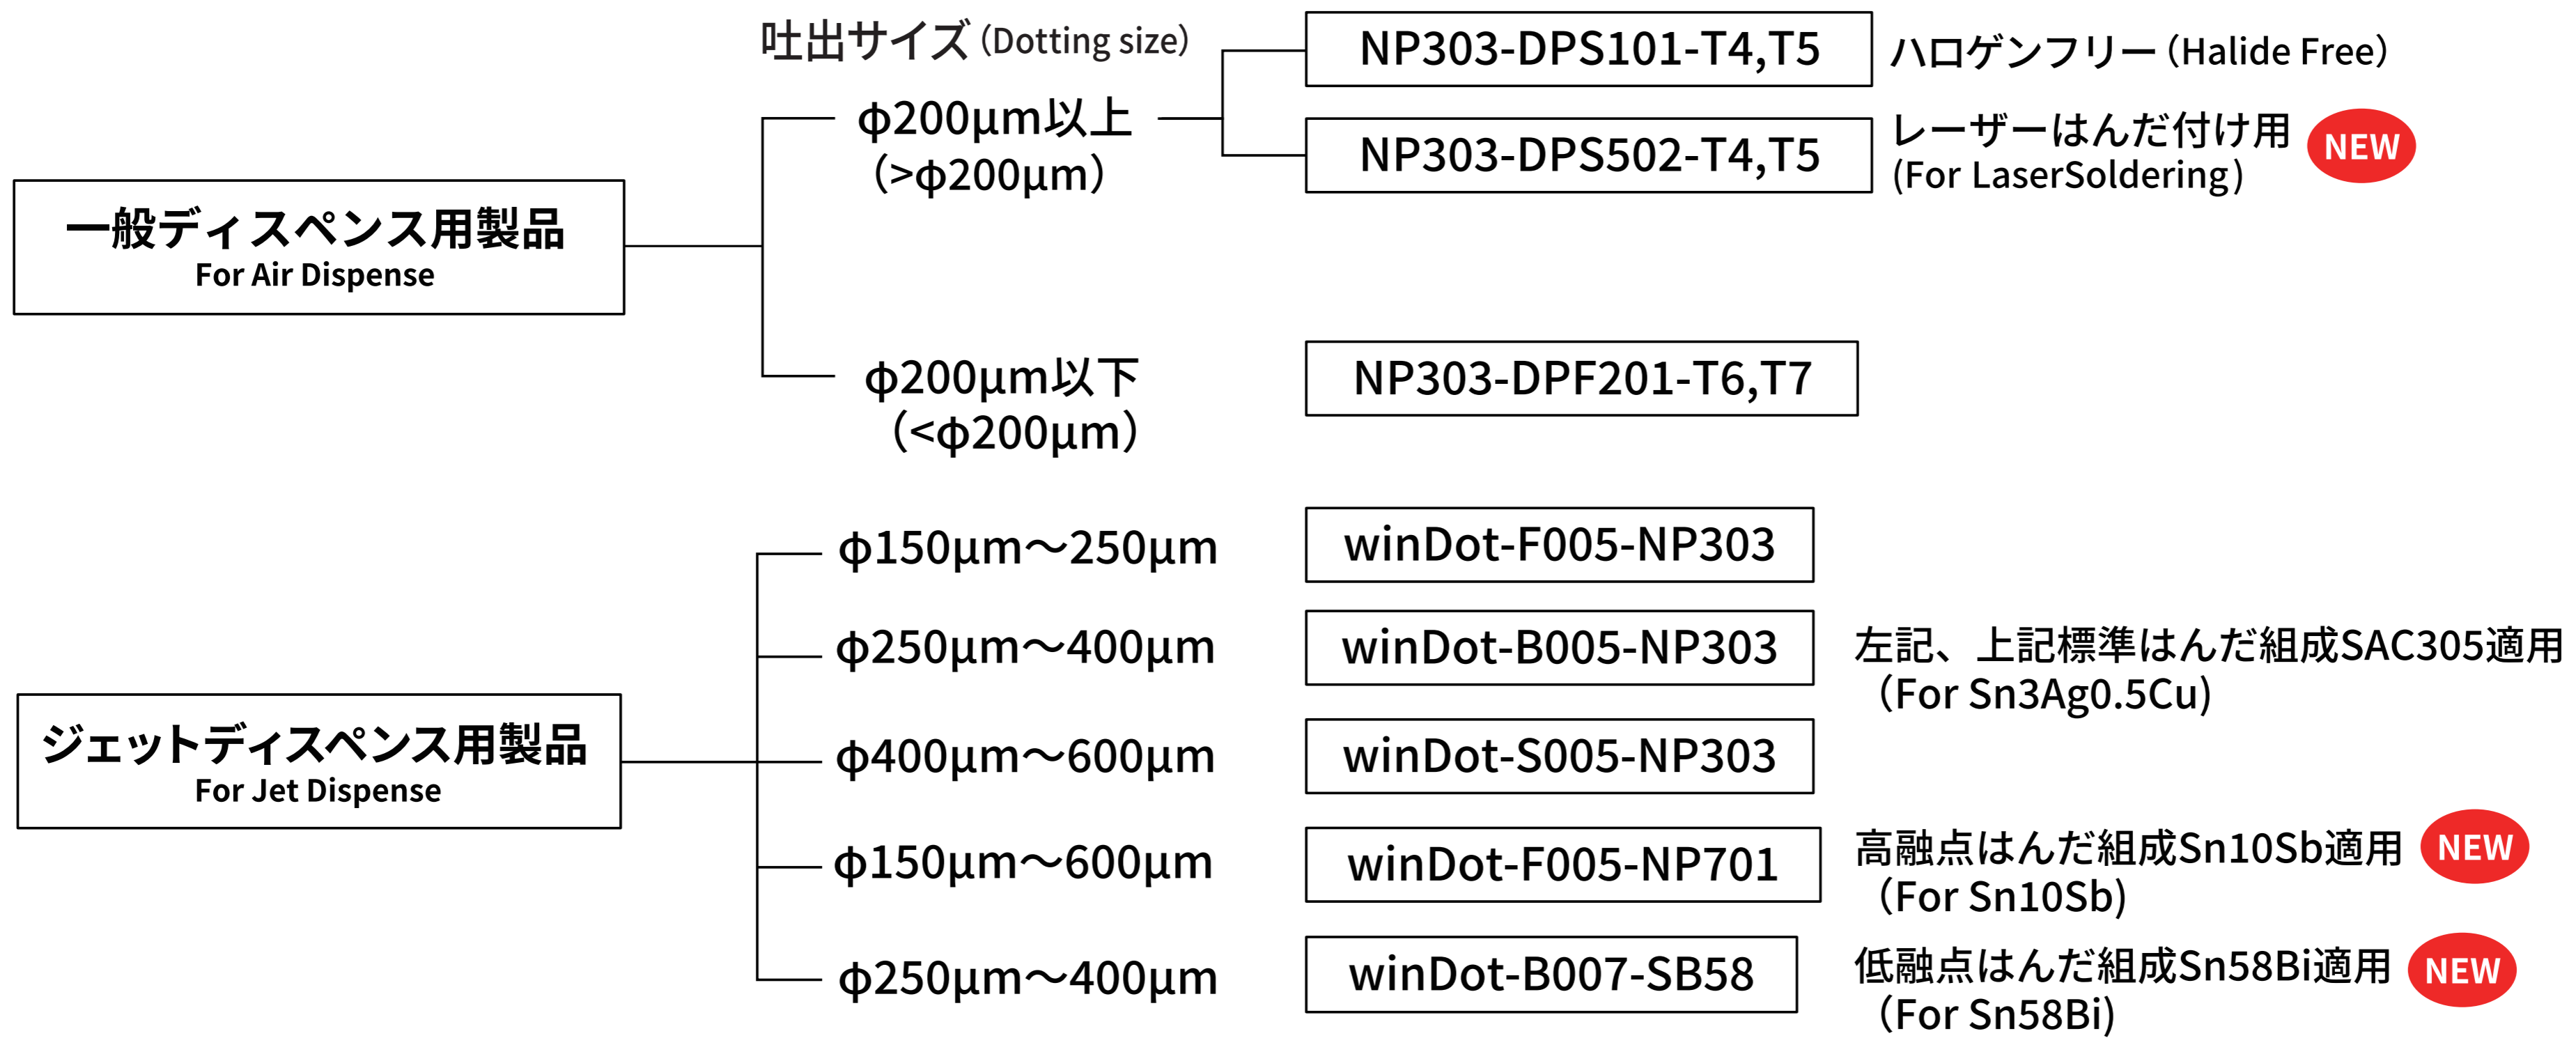 吐出サイズ（Dotting size）
NP303-DPS101-T4,T5
ハロゲンフリー（Halide Free）
φ200μm以上
（>φ200μm）
NP303-DPS502-T4,T5
レーザーはんだ付け用
(For LaserSoldering)
NEW
一般ディスペンス用製品
For Air Dispense
φ200μm以下
（<φ200μm）
NP303-DPF201-T6,T7
φ150μm～250μm
winDot-F005-NP303
φ250μm～400μm
winDot-B005-NP303
左記、上記標準はんだ組成SAC305適用
（For Sn3Ag0.5Cu)
ジェットディスペンス用製品
For Jet Dispense
φ400μm～600μm
winDot-S005-NP303
φ150μm～600μm
winDot-F005-NP701
高融点はんだ組成Sn10Sb適用
（For Sn10Sb)
NEW
φ250μm～400μm
winDot-B007-SB58
低融点はんだ組成Sn58Bi適用
（For Sn58Bi)
NEW